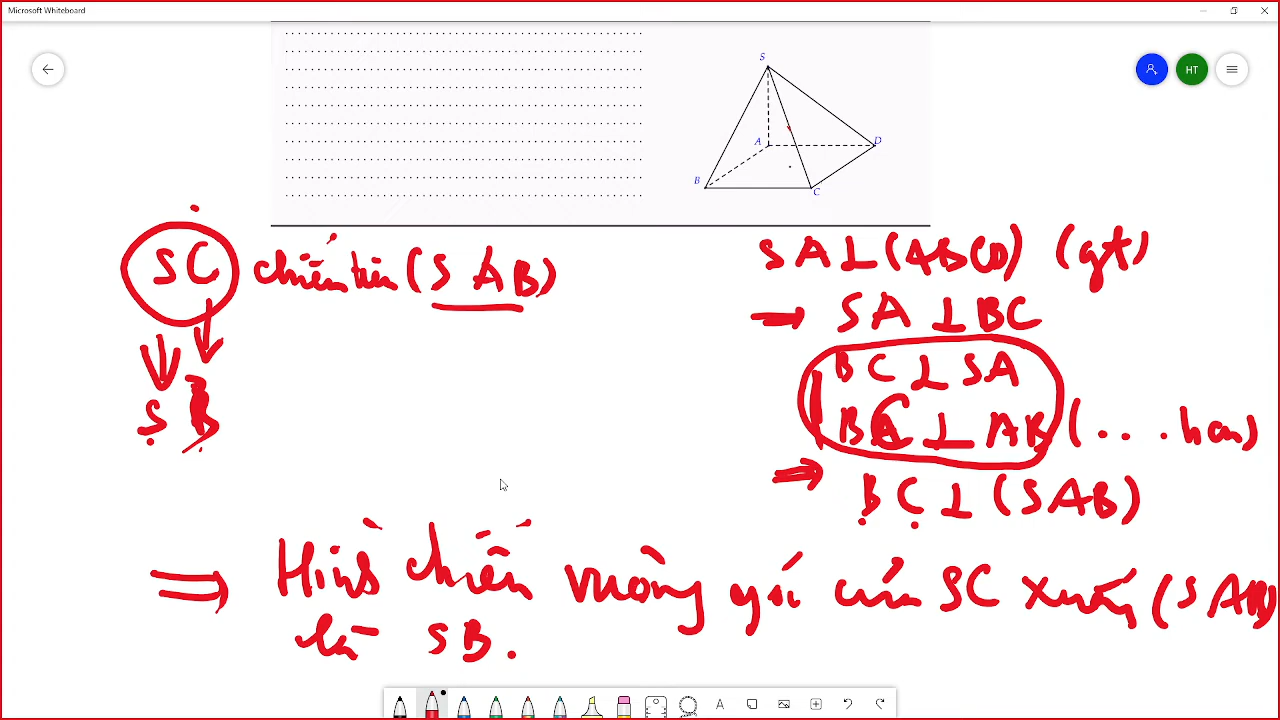 Microsoft Whiteboard
HT
S
A
D
B
C
SC chiếu lên (SAB)
S B
SA ⊥ (ABCD) (gt)
→ SA ⊥ BC
BC ⊥ SA
BC ⊥ AB (... hcn)
⇒ BC ⊥ (SAB)
⇒ Hình chiếu vuông góc của SC xuống (SAB)
là SB.
A